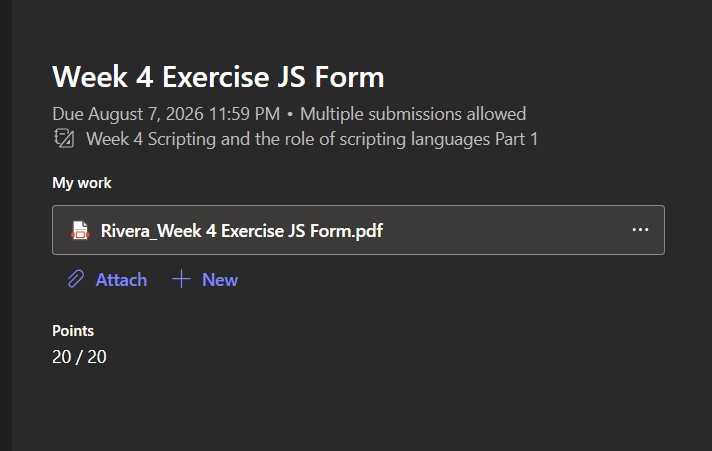 Week 4 Exercise JS Form
Due August 7, 2026 11:59 PM • Multiple submissions allowed
Week 4 Scripting and the role of scripting languages Part 1
My work
Rivera_Week 4 Exercise JS Form.pdf
Attach New
Points
20 / 20